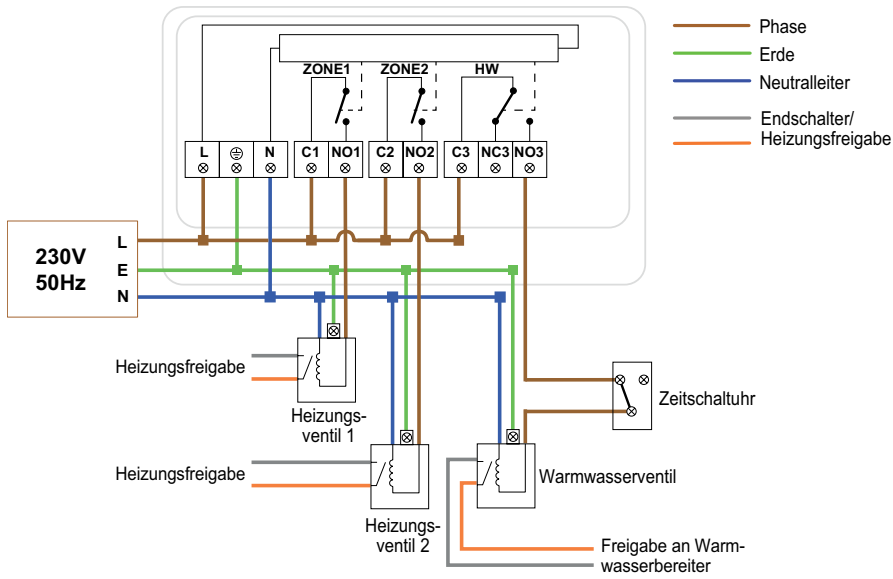 ZONE1 ZONE2 HW
L N C1 NO1 C2 NO2 C3 NC3 NO3
Phase
Erde
Neutralleiter
Endschalter/
Heizungsfreigabe
230V
50Hz
L
E
N
Heizungsfreigabe
Heizungs-
ventil 1
Zeitschaltuhr
Heizungsfreigabe
Heizungs-
ventil 2
Warmwasserventil
Freigabe an Warm-
wasserbereiter